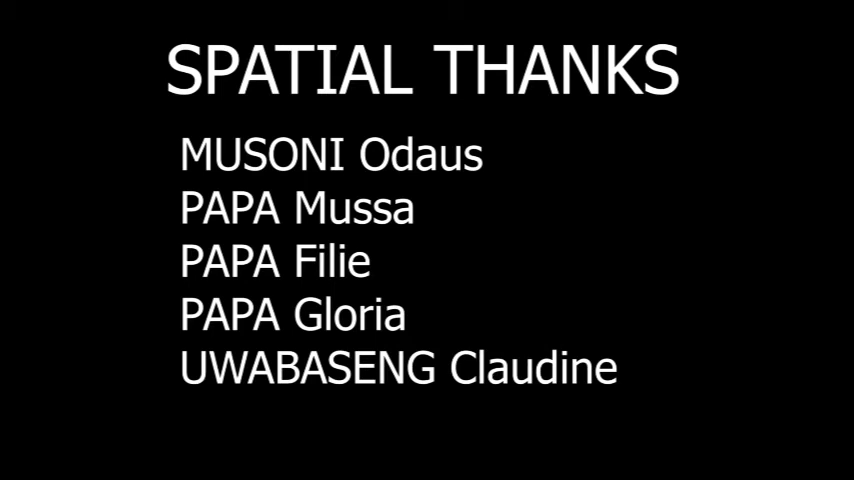 SPATIAL THANKS
MUSONI Odaus
PAPA Mussa
PAPA Filie
PAPA Gloria
UWABASENG Claudine